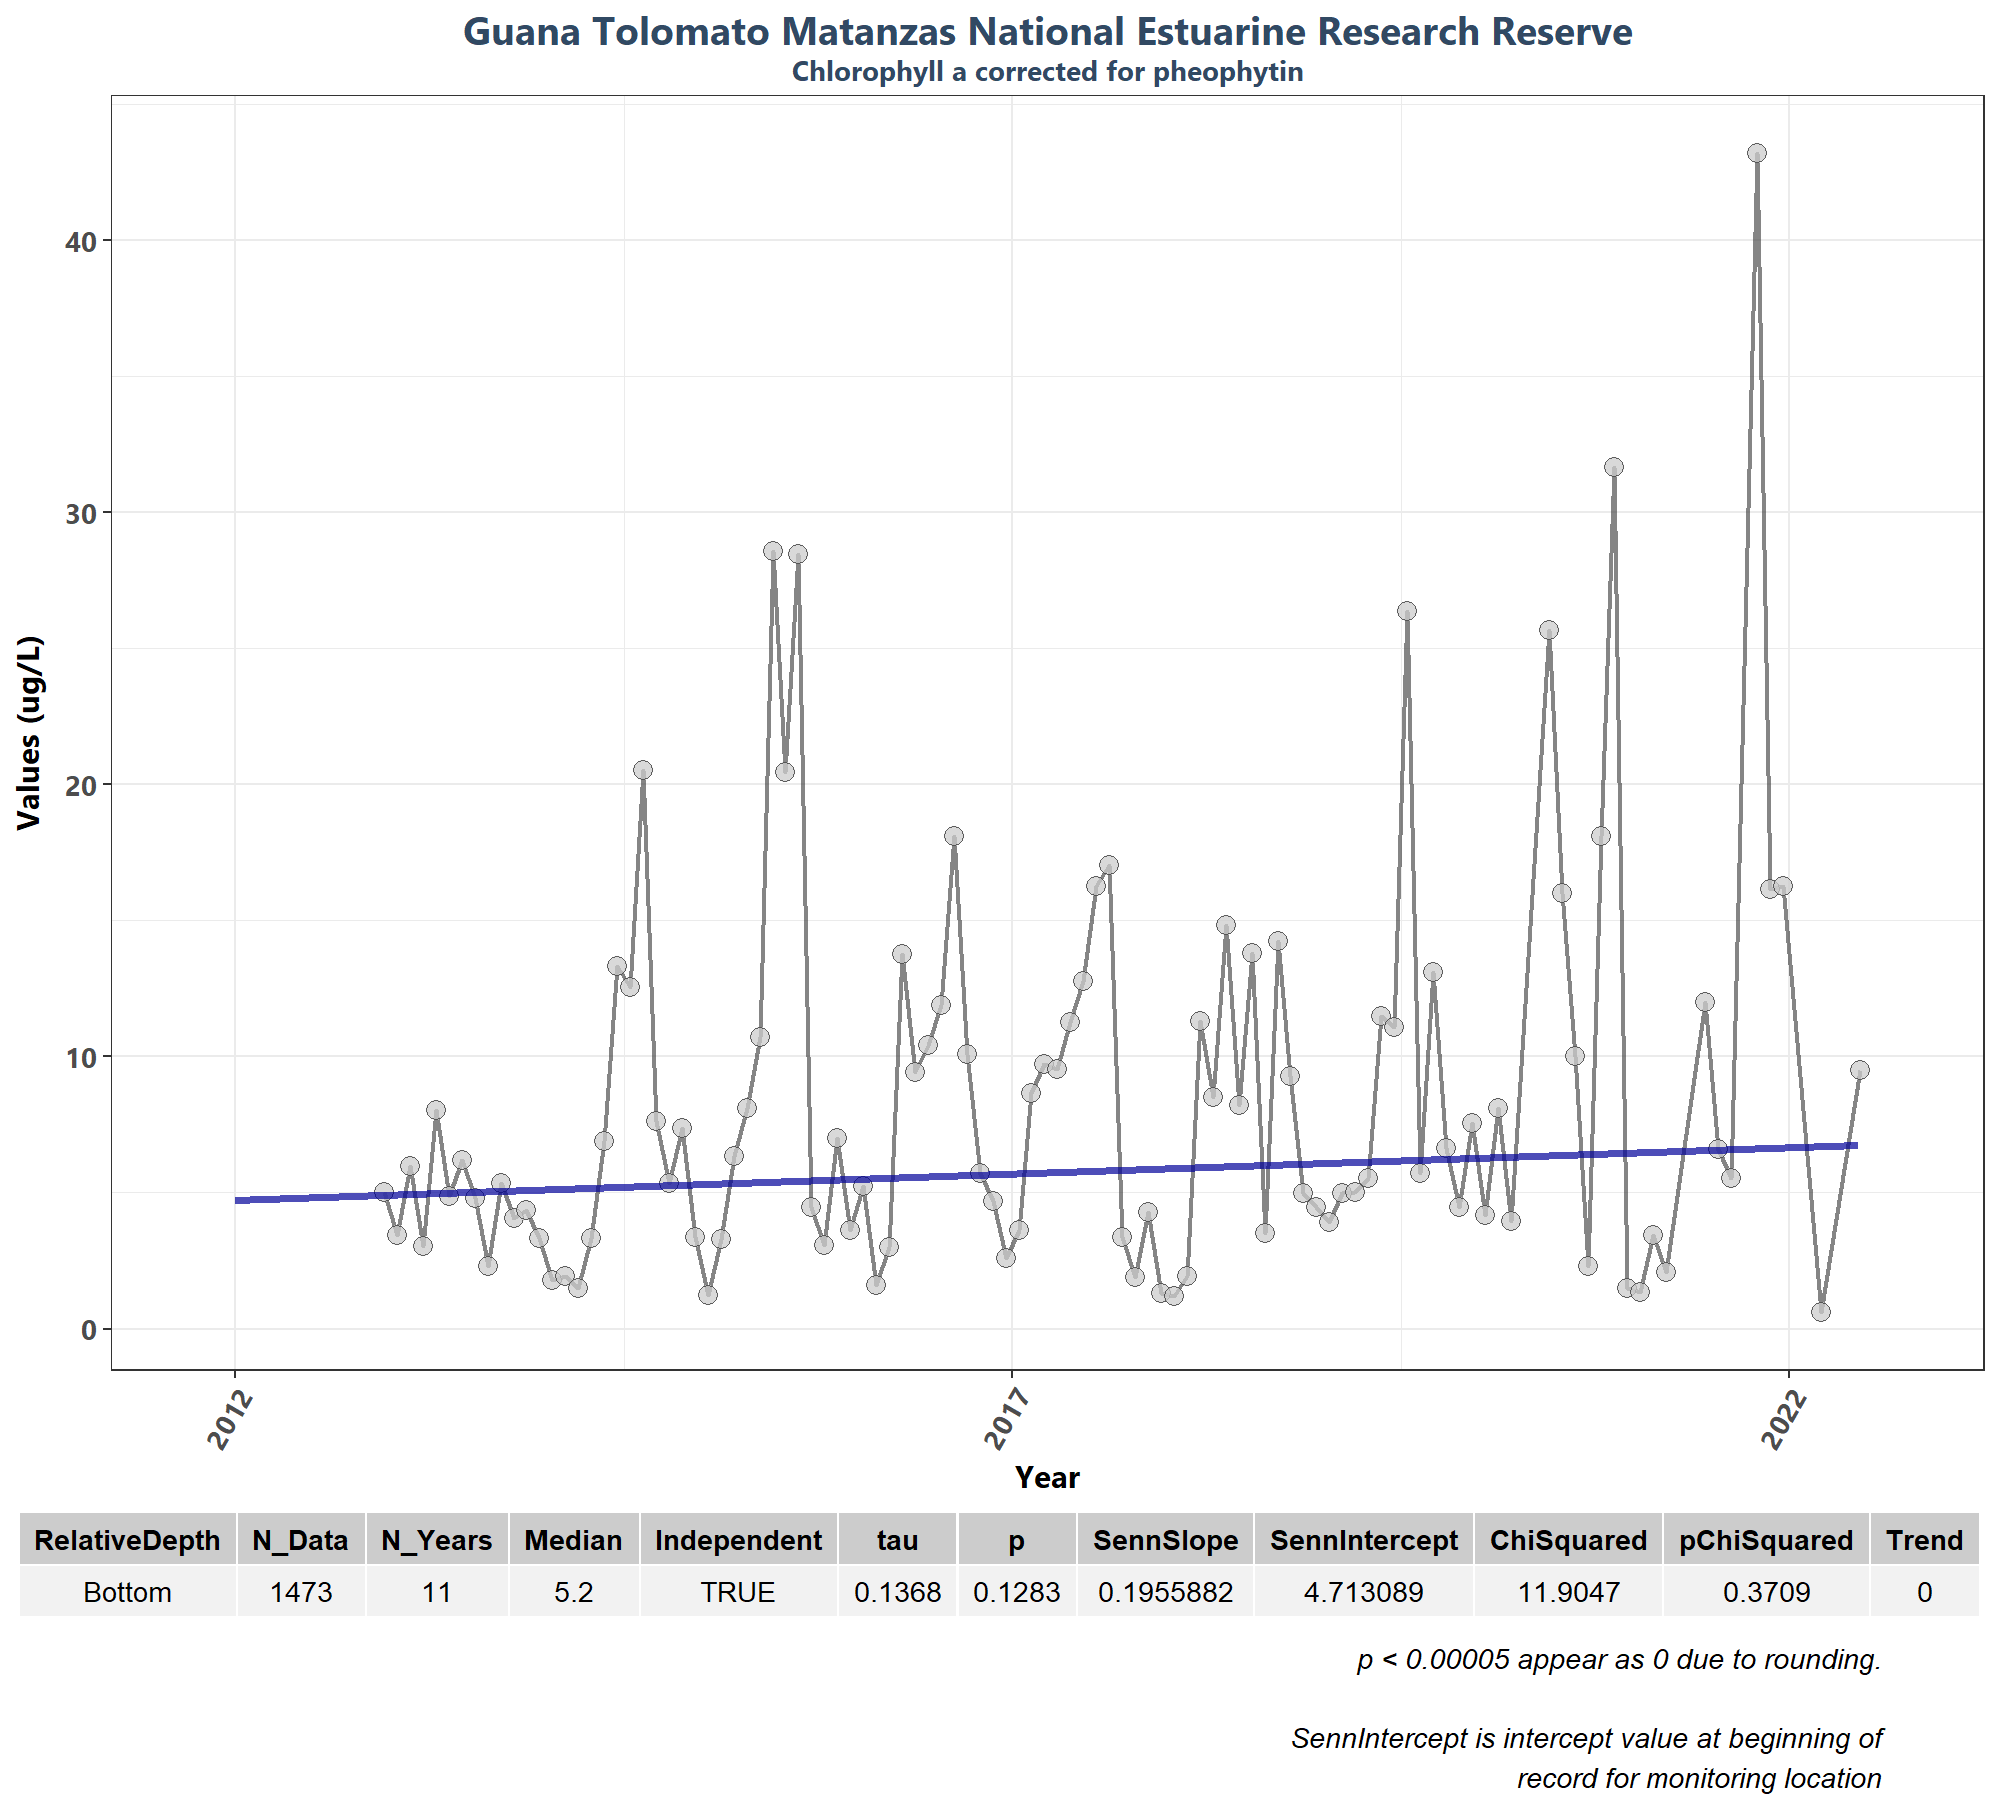 Guana Tolomato Matanzas National Estuarine Research Reserve
Chlorophyll a corrected for pheophytin
Values (ug/L)
40
30
20
10
0
2012
2017
2022
Year
RelativeDepth N_Data N_Years Median Independent tau p SennSlope SennIntercept ChiSquared pChiSquared Trend
Bottom 1473 11 5.2 TRUE 0.1368 0.1283 0.1955882 4.713089 11.9047 0.3709 0
p < 0.00005 appear as 0 due to rounding.
SennIntercept is intercept value at beginning of
record for monitoring location